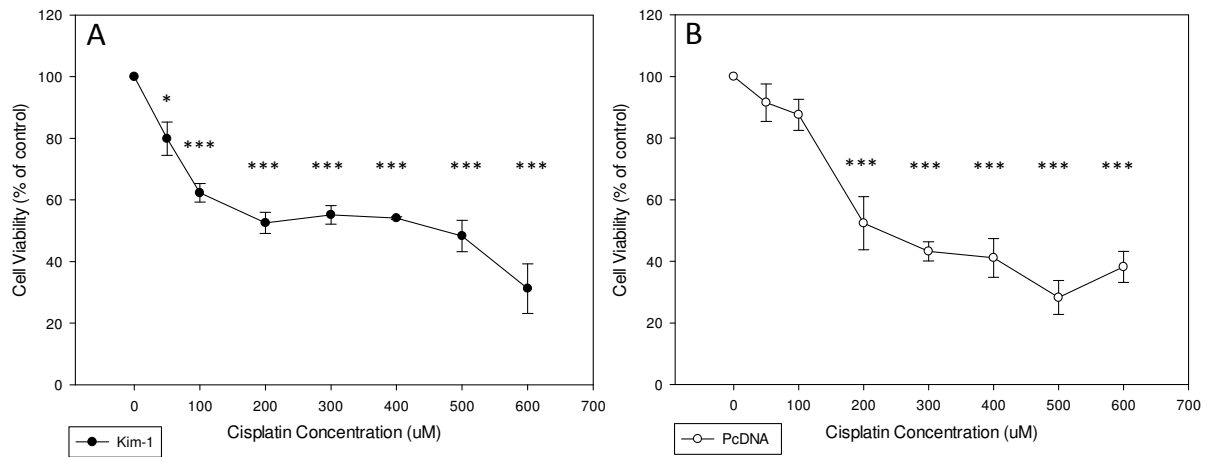 A
Cell Viability (% of control)
120
100
80
60
40
20
0
*
***
***
***
***
***
***
0 100 200 300 400 500 600 700
Cisplatin Concentration (uM)
Kim-1
B
Cell Viability (% of control)
120
100
80
60
40
20
0
***
***
***
***
***
0 100 200 300 400 500 600 700
Cisplatin Concentration (uM)
PcDNA